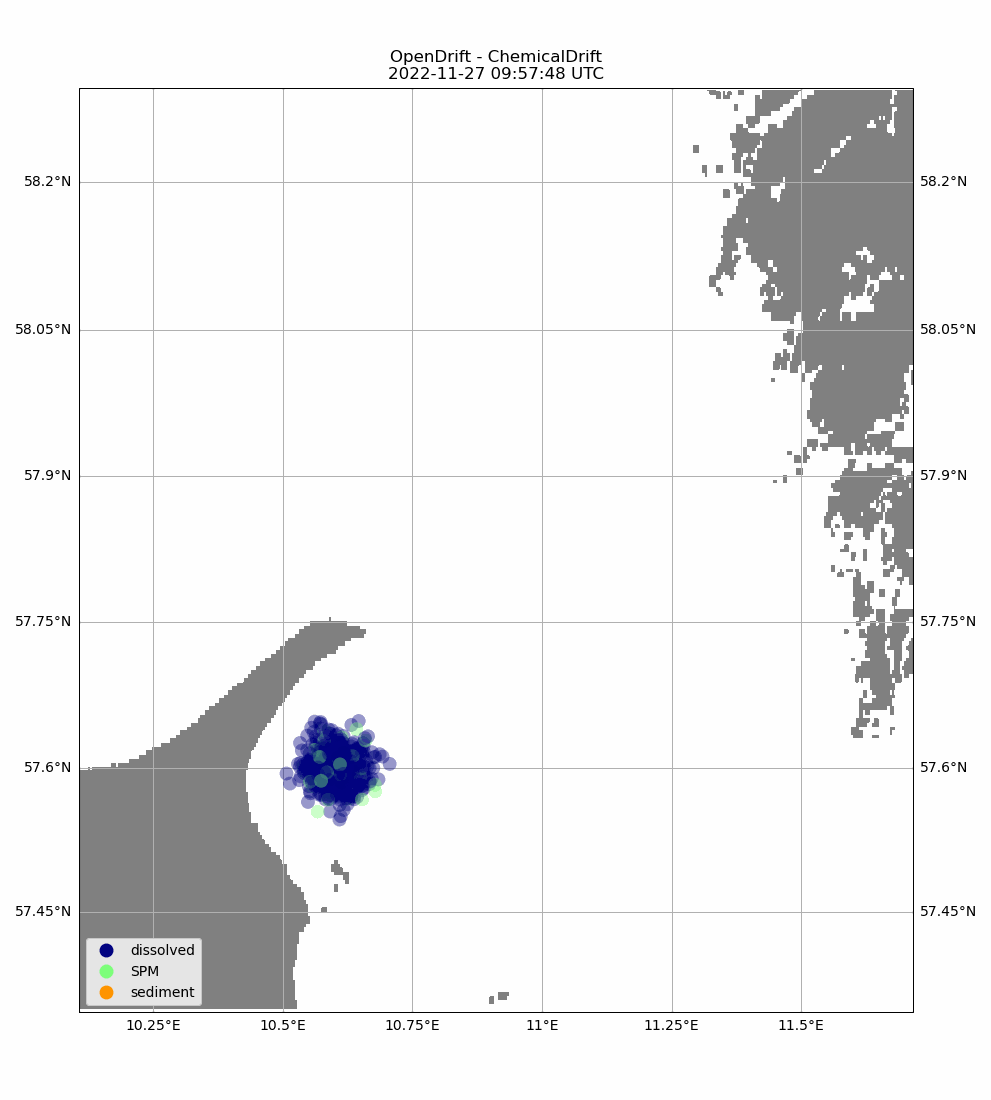 OpenDrift - ChemicalDrift
2022-11-27 09:57:48 UTC
58.2°N 58.2°N
58.05°N 58.05°N
57.9°N 57.9°N
57.75°N 57.75°N
57.6°N 57.6°N
57.45°N 57.45°N
dissolved
SPM
sediment
10.25°E 10.5°E 10.75°E 11°E 11.25°E 11.5°E